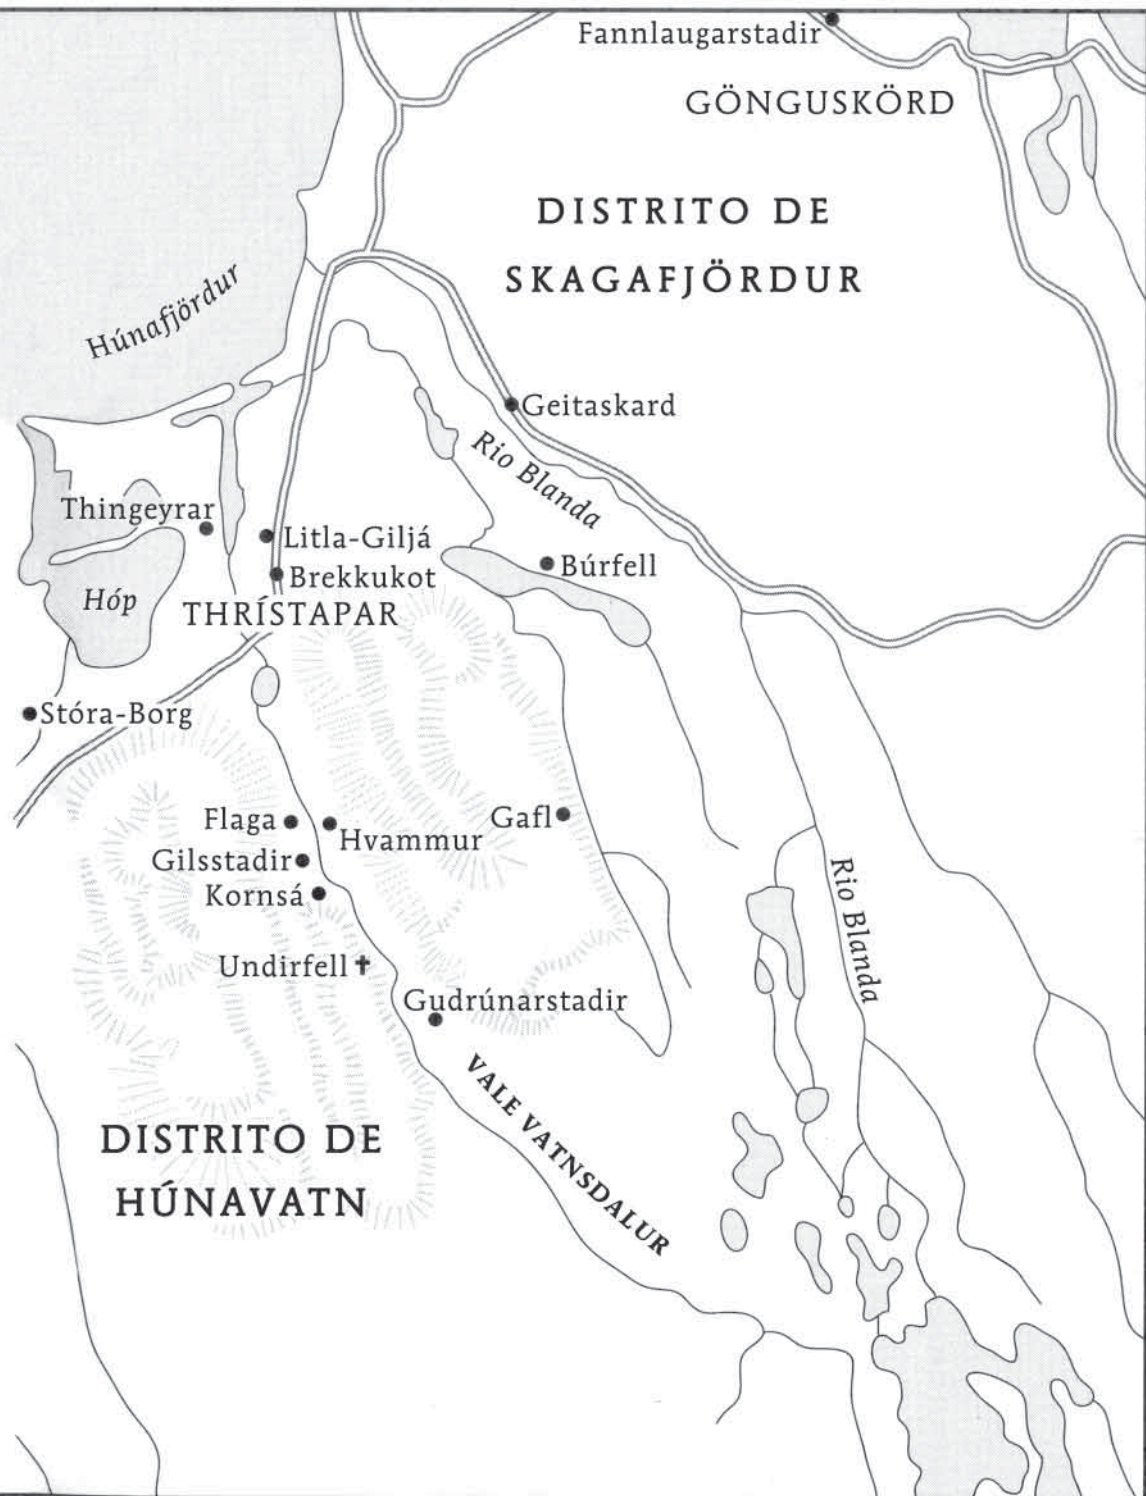 Fannlaugarstadir
GÖNGUSKÖRD
DISTRITO DE
SKAGAFJÖRDUR
Húnafjördur
Geitaskard
Rio Blanda
Thingeyrar
Litla-Giljá
Búrfell
Brekkukot
Hóp
THRÍSTAPAR
Stóra-Borg
Flaga
Gafl
Hvammur
Gilsstadir
Kornsá
Rio Blanda
Undirfell
Gudrúnarstadir
VALE VATNSDALUR
DISTRITO DE
HÚNAVATN